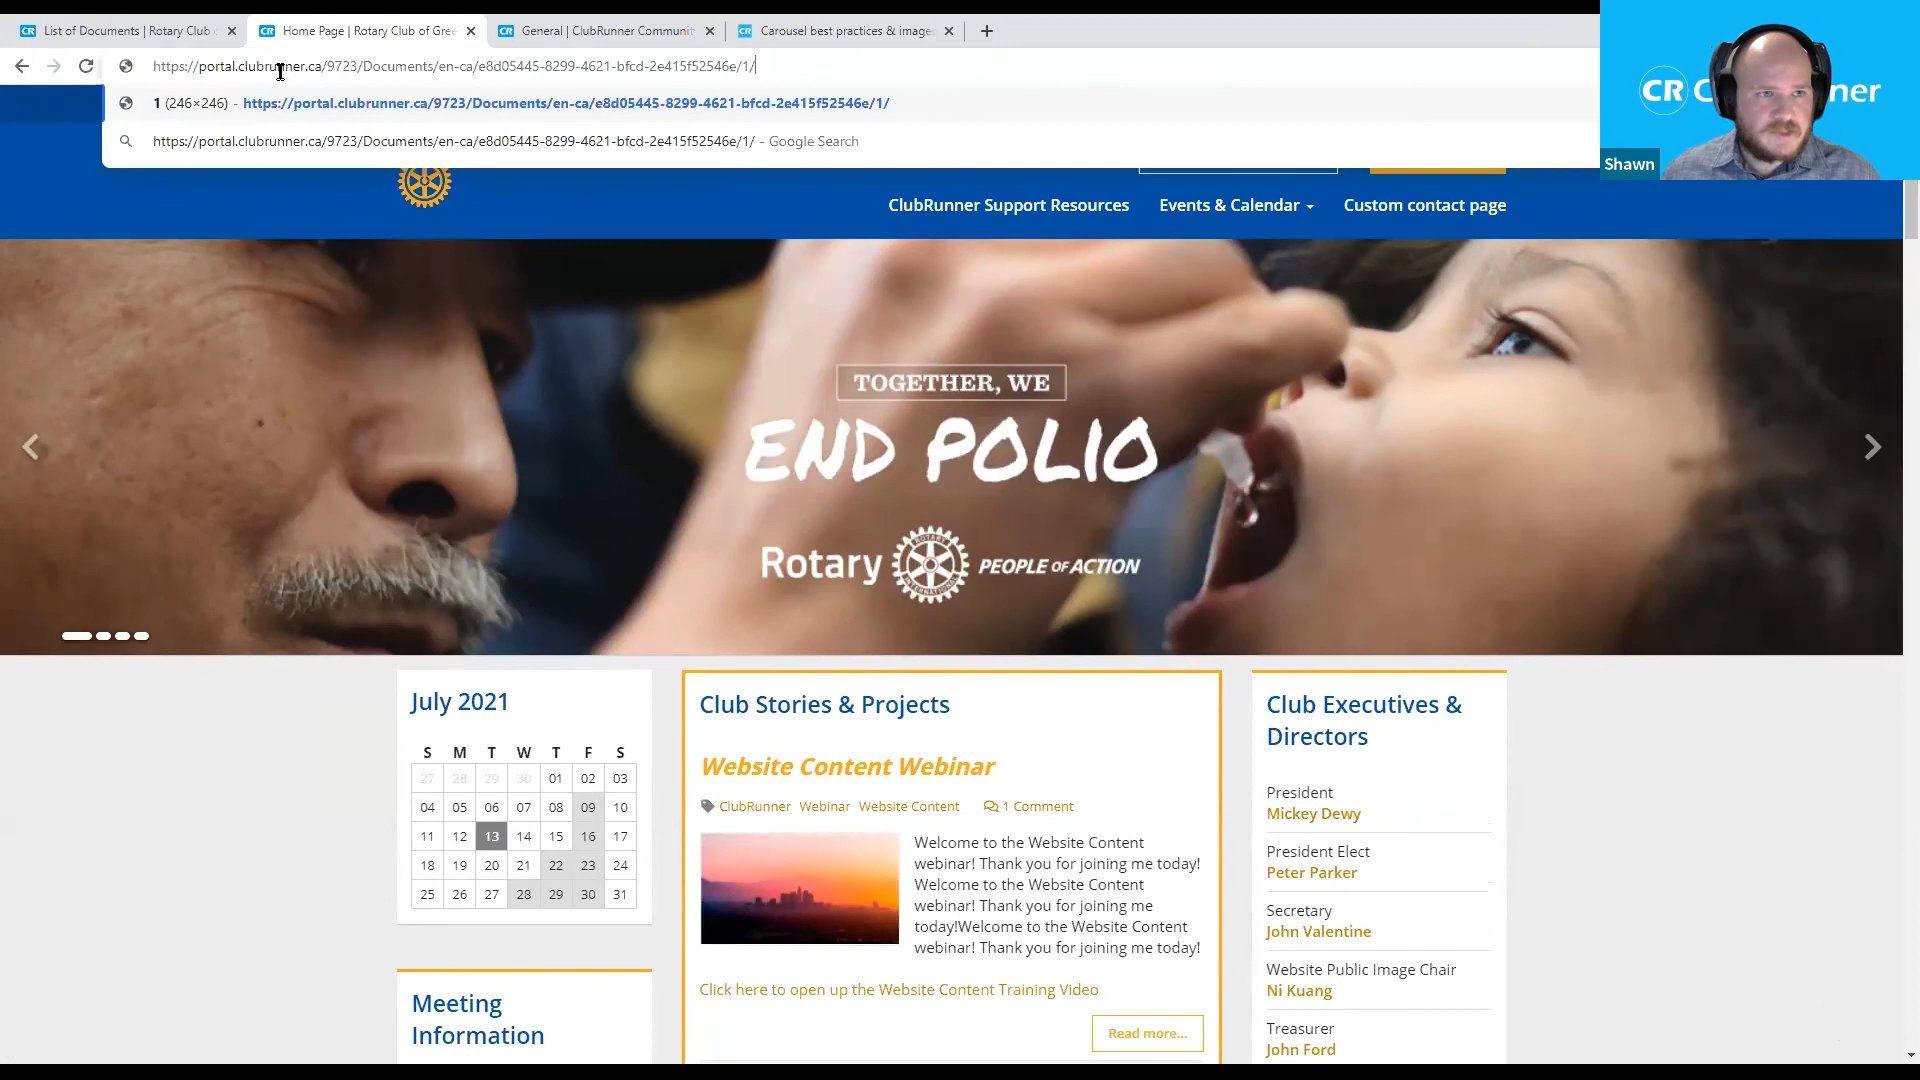 List of Documents | Rotary Club
Home Page | Rotary Club of Gree
General | ClubRunner Communit
Carousel best practices & image
https://portal.clubrunner.ca/9723/Documents/en-ca/e8d05445-8299-4621-bfcd-2e415f52546e/1/
1 (246×246) - https://portal.clubrunner.ca/9723/Documents/en-ca/e8d05445-8299-4621-bfcd-2e415f52546e/1/
https://portal.clubrunner.ca/9723/Documents/en-ca/e8d05445-8299-4621-bfcd-2e415f52546e/1/ - Google Search
Shawn
ClubRunner Support Resources
Events & Calendar
Custom contact page
TOGETHER, WE
END POLIO
Rotary
PEOPLE OF ACTION
July 2021
S M T W T F S
27 28 29 30 01 02 03
04 05 06 07 08 09 10
11 12 13 14 15 16 17
18 19 20 21 22 23 24
25 26 27 28 29 30 31
Meeting
Information
Club Stories & Projects
Website Content Webinar
ClubRunner Webinar Website Content 1 Comment
Welcome to the Website Content
webinar! Thank you for joining me today!
Welcome to the Website Content
webinar! Thank you for joining me
today!Welcome to the Website Content
webinar! Thank you for joining me today!
Click here to open up the Website Content Training Video
Read more...
Club Executives &
Directors
President
Mickey Dewy
President Elect
Peter Parker
Secretary
John Valentine
Website Public Image Chair
Ni Kuang
Treasurer
John Ford